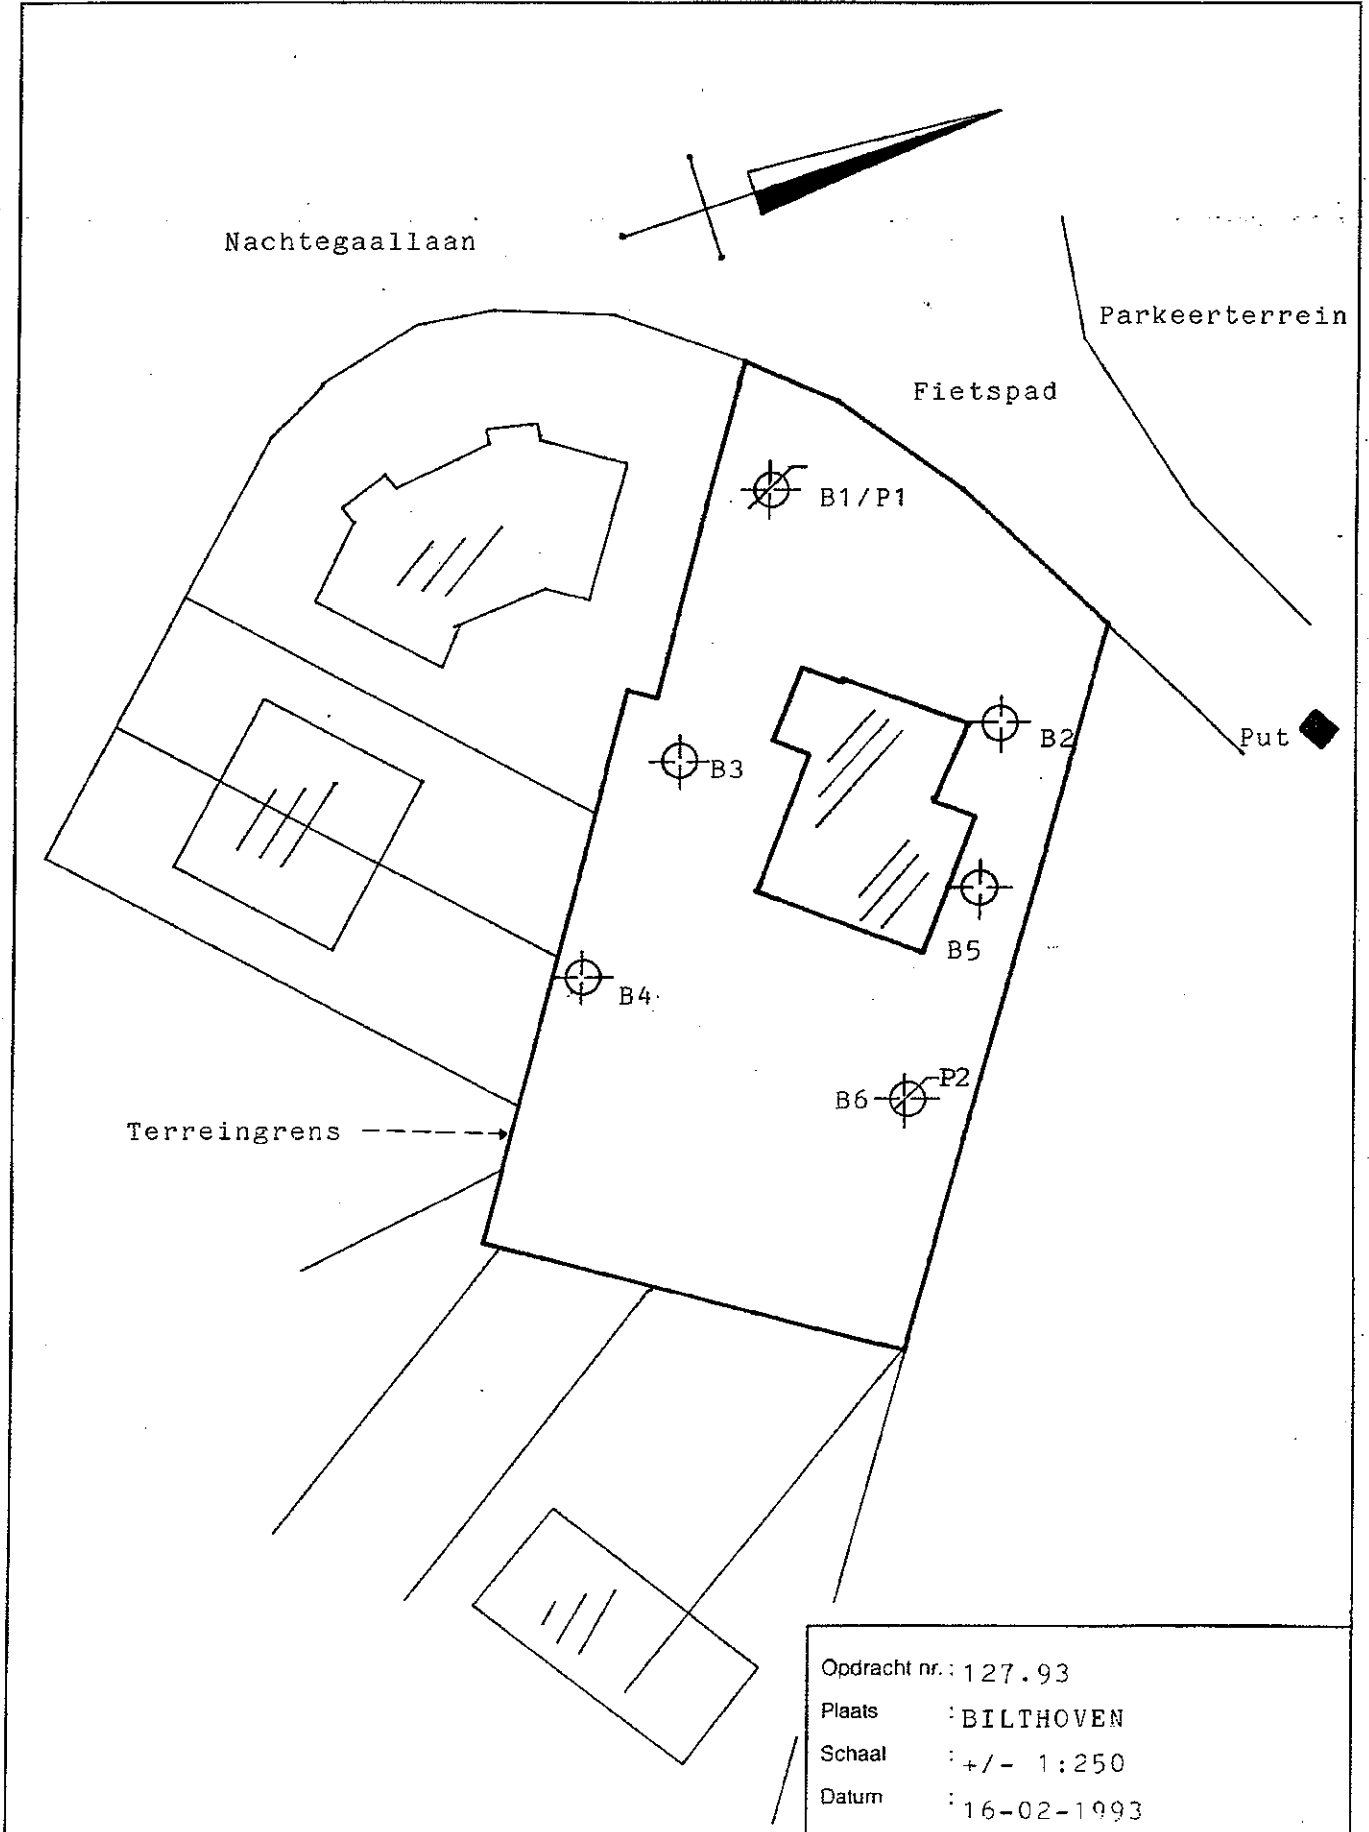 Nachtegaallaan
Parkeerterrein
Fietspad
B1/P1
B2
Put
B3
B5
B4
P2
B6
Terreingrens
Opdracht nr.: 127.93
Plaats : BILTHOVEN
Schaal : +/- 1:250
Datum : 16-02-1993